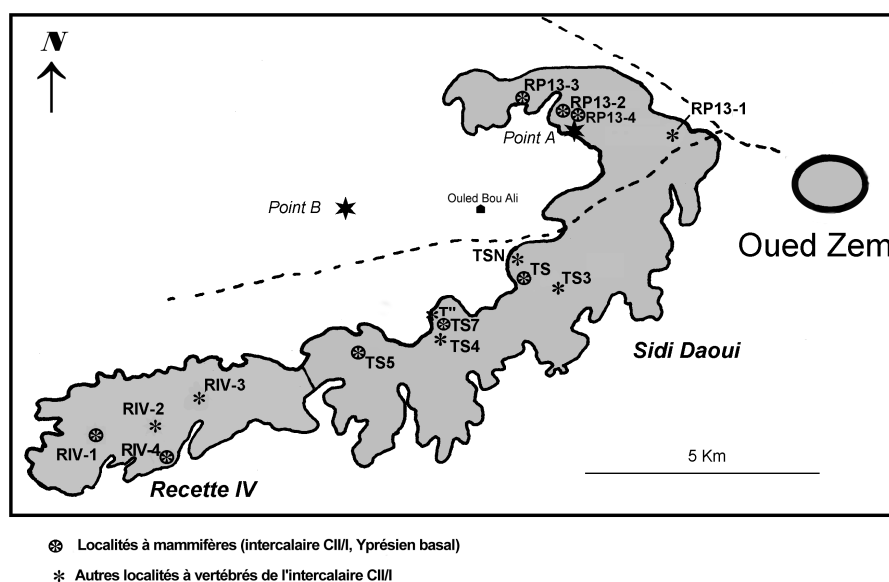 N
RP13-3
RP13-2
RP13-4
RP13-1
Point A
Point B
Ouled Bou Ali
Oued Zem
TSN
TS
TS3
T"
TS7
TS4
TS5
Sidi Daoui
RIV-3
RIV-2
RIV-1
RIV-4
5 Km
Recette IV
Localités à mammifères (intercalaire CII/I, Yprésien basal)
Autres localités à vertébrés de l'intercalaire CII/I